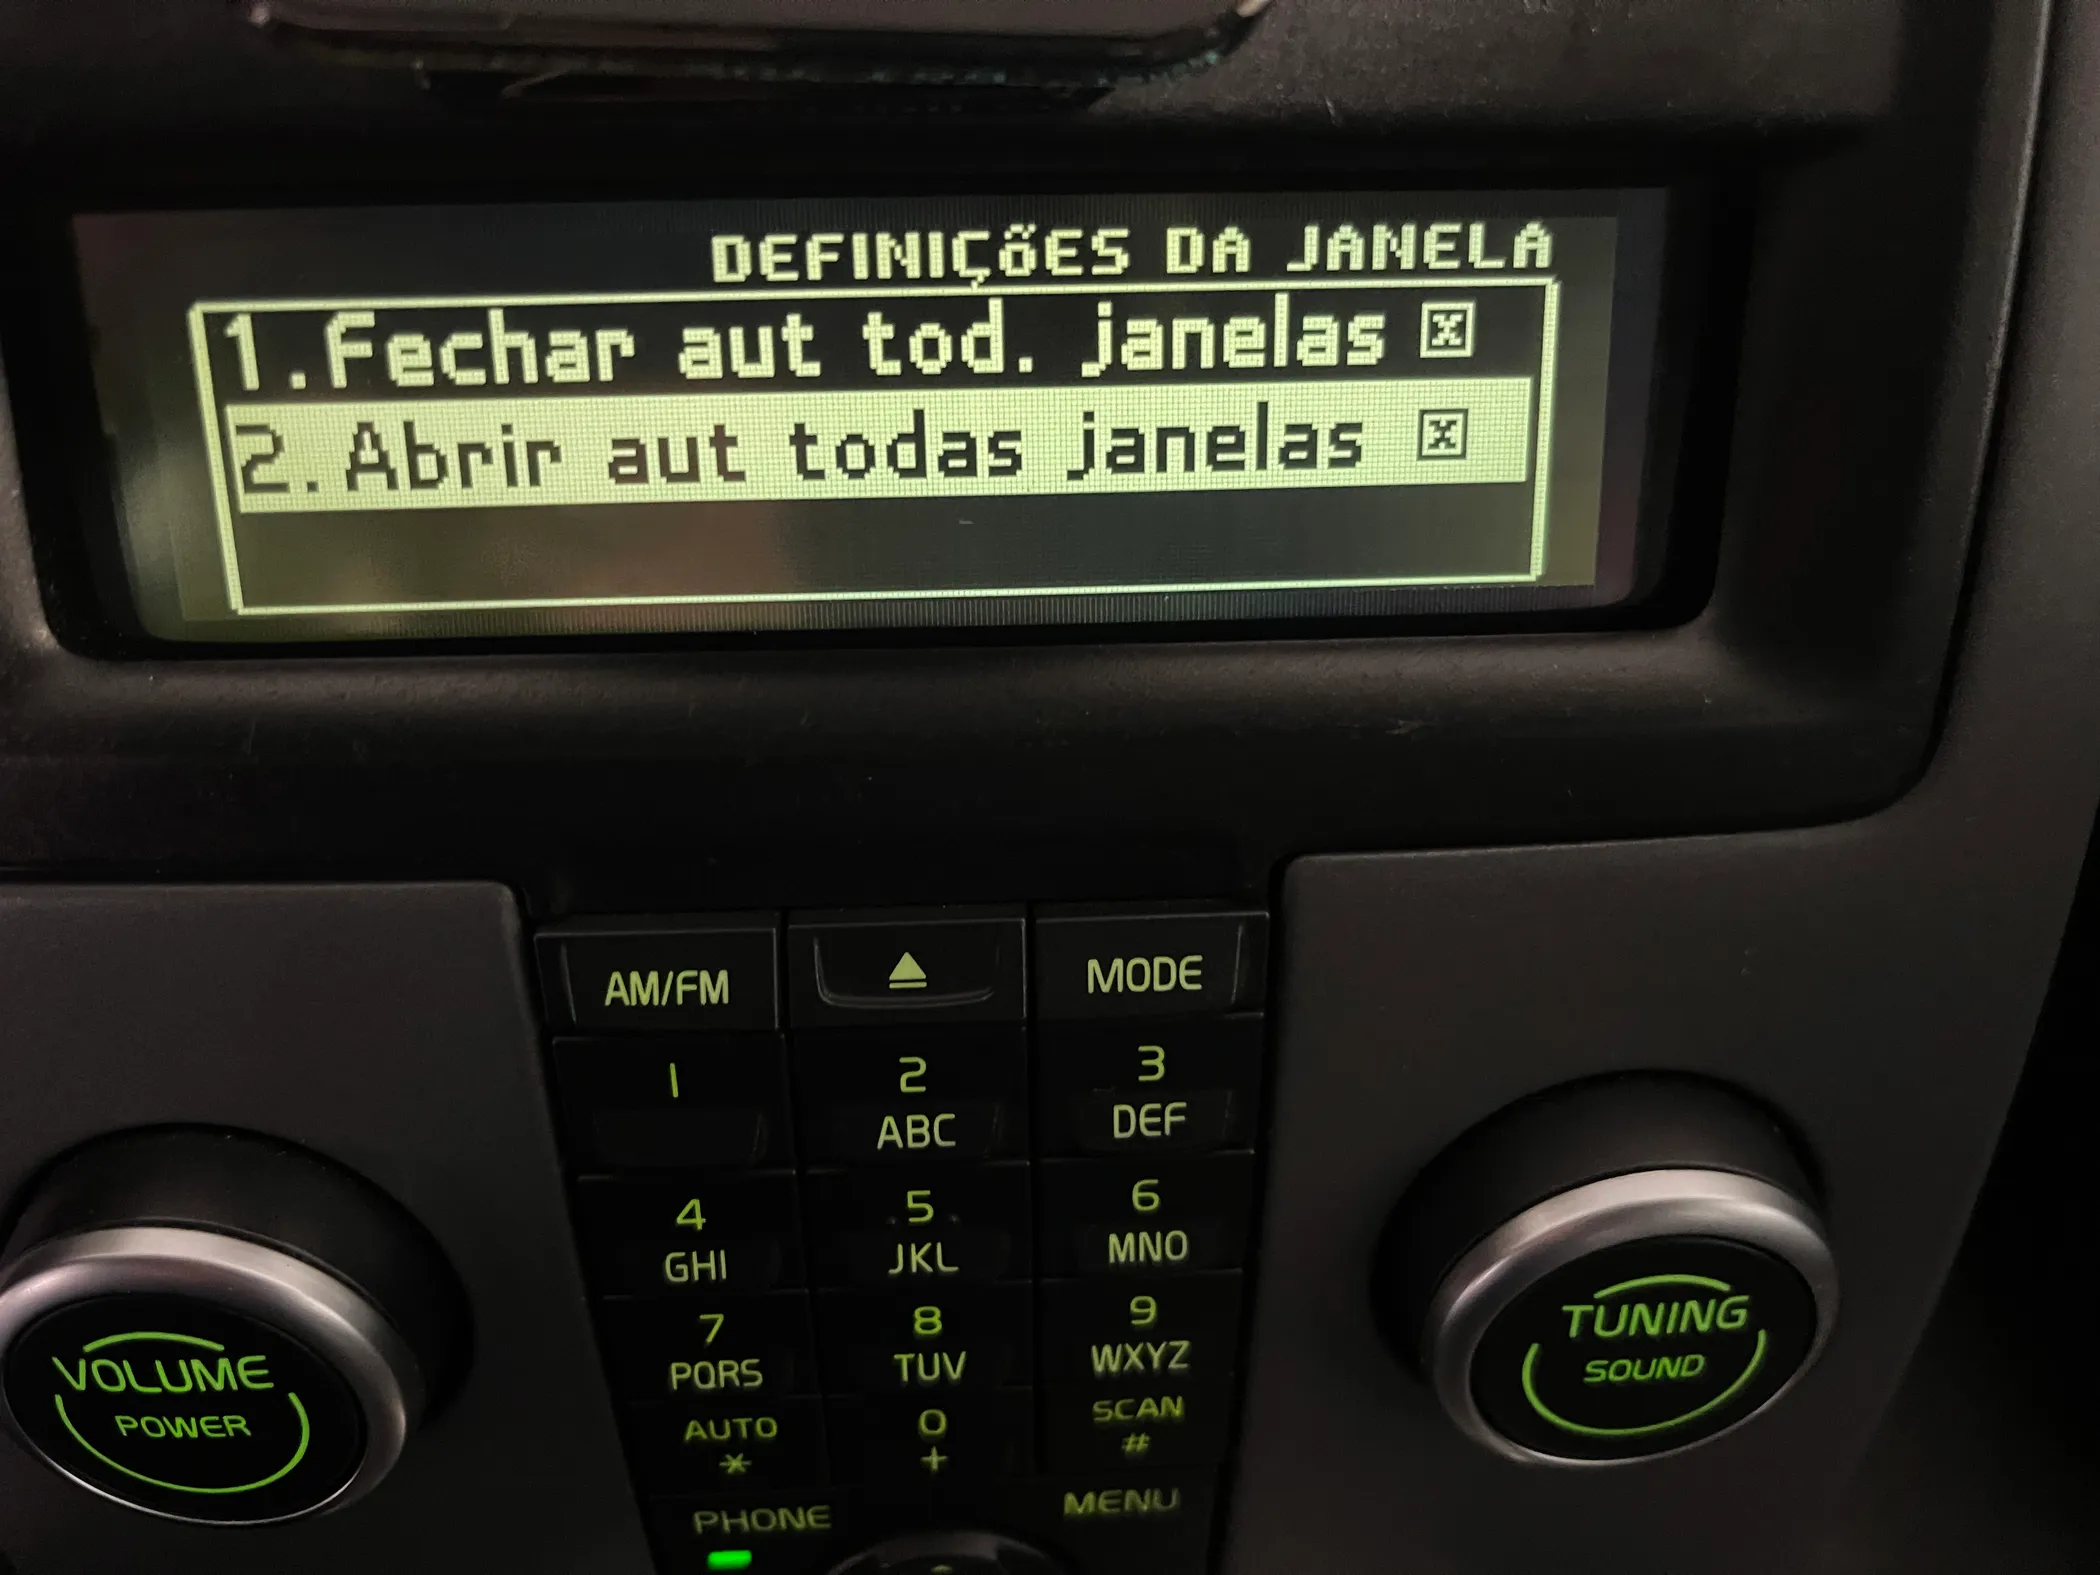 DEFINIÇÕES DA JANELA
1.Fechar aut tod. janelas ☒
2.Abrir aut todas janelas ☒
AM/FM
MODE
1
2
ABC
3
DEF
4
GHI
5
JKL
6
MNO
7
PQRS
8
TUV
9
WXYZ
AUTO
*
0
+
SCAN
#
PHONE
MENU
VOLUME
POWER
TUNING
SOUND